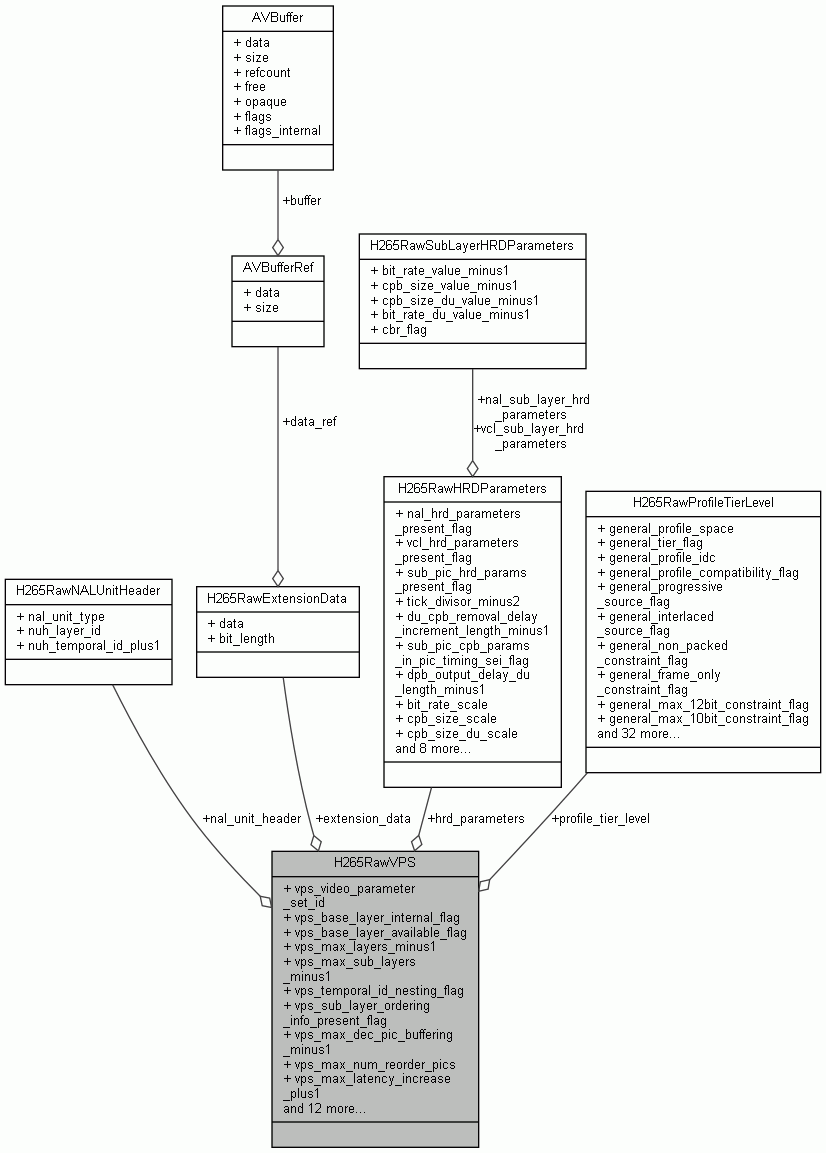 AVBuffer
+ data
+ size
+ refcount
+ free
+ opaque
+ flags
+ flags_internal
+buffer
AVBufferRef
+ data
+ size
H265RawSubLayerHRDParameters
+ bit_rate_value_minus1
+ cpb_size_value_minus1
+ cpb_size_du_value_minus1
+ bit_rate_du_value_minus1
+ cbr_flag
+data_ref
+nal_sub_layer_hrd
_parameters
+vcl_sub_layer_hrd
_parameters
H265RawNALUnitHeader
+ nal_unit_type
+ nuh_layer_id
+ nuh_temporal_id_plus1
H265RawExtensionData
+ data
+ bit_length
H265RawHRDParameters
+ nal_hrd_parameters
_present_flag
+ vcl_hrd_parameters
_present_flag
+ sub_pic_hrd_params
_present_flag
+ tick_divisor_minus2
+ du_cpb_removal_delay
_increment_length_minus1
+ sub_pic_cpb_params
_in_pic_timing_sei_flag
+ dpb_output_delay_du
_length_minus1
+ bit_rate_scale
+ cpb_size_scale
+ cpb_size_du_scale
and 8 more...
H265RawProfileTierLevel
+ general_profile_space
+ general_tier_flag
+ general_profile_idc
+ general_profile_compatibility_flag
+ general_progressive
_source_flag
+ general_interlaced
_source_flag
+ general_non_packed
_constraint_flag
+ general_frame_only
_constraint_flag
+ general_max_12bit_constraint_flag
+ general_max_10bit_constraint_flag
and 32 more...
+nal_unit_header
+extension_data
+hrd_parameters
+profile_tier_level
H265RawVPS
+ vps_video_parameter
_set_id
+ vps_base_layer_internal_flag
+ vps_base_layer_available_flag
+ vps_max_layers_minus1
+ vps_max_sub_layers
_minus1
+ vps_temporal_id_nesting_flag
+ vps_sub_layer_ordering
_info_present_flag
+ vps_max_dec_pic_buffering
_minus1
+ vps_max_num_reorder_pics
+ vps_max_latency_increase
_plus1
and 12 more...